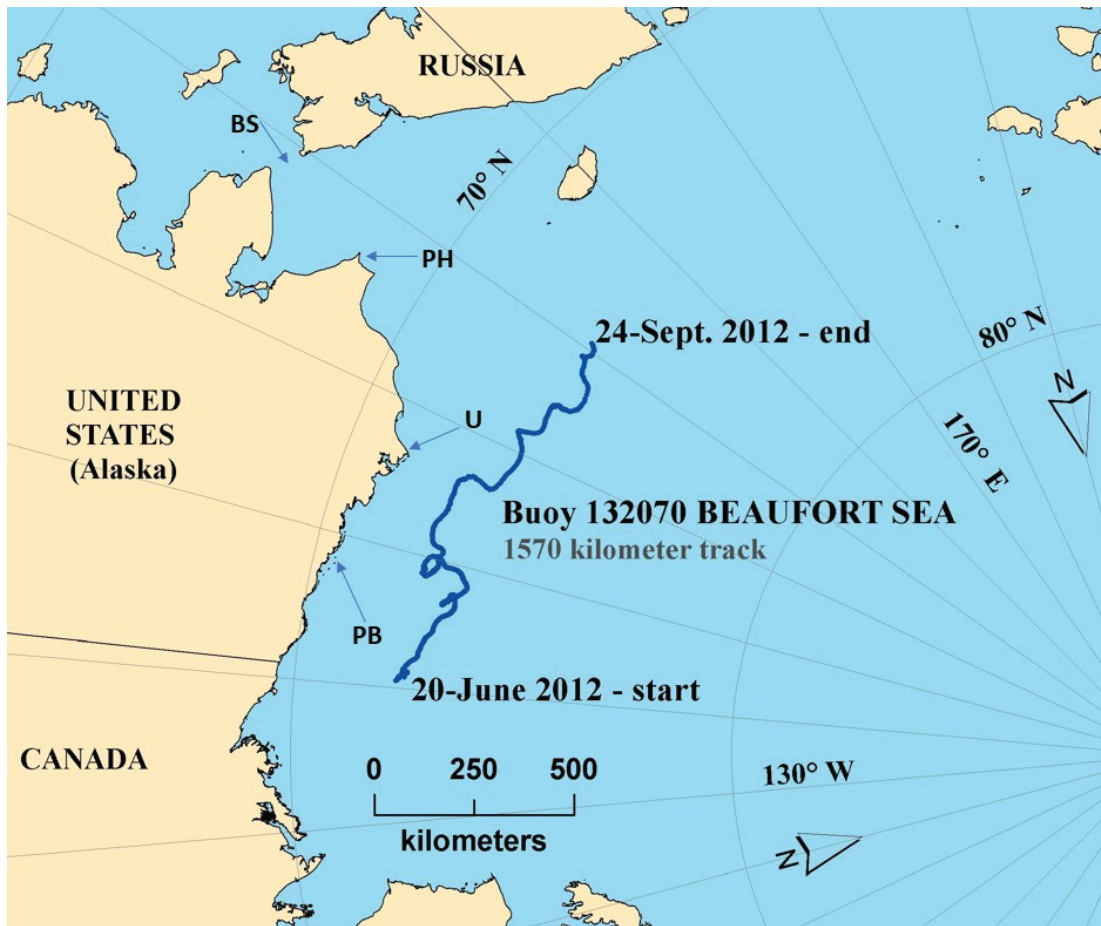 RUSSIA
BS
70° N
PH
24-Sept. 2012 - end
80° N
N
UNITED
STATES
(Alaska)
U
170° E
Buoy 132070 BEAUFORT SEA
1570 kilometer track
PB
20-June 2012 - start
CANADA
0 250 500
kilometers
130° W
N